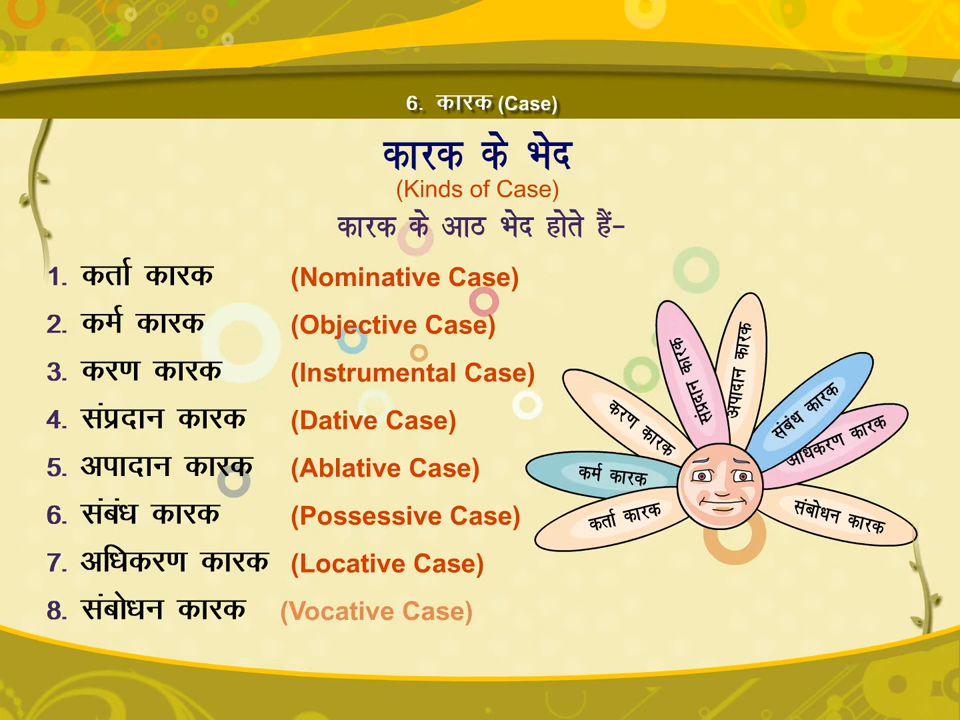 6. कारक (Case)
कारक के भेद
(Kinds of Case)
कारक के आठ भेद होते हैं-
1. कर्ता कारक (Nominative Case)
2. कर्म कारक (Objective Case)
3. करण कारक (Instrumental Case)
4. संप्रदान कारक (Dative Case)
5. अपादान कारक (Ablative Case)
6. संबंध कारक (Possessive Case)
7. अधिकरण कारक (Locative Case)
8. संबोधन कारक (Vocative Case)
कर्ता कारक
कर्म कारक
करण कारक
संप्रदान कारक
अपादान कारक
संबंध कारक
अधिकरण कारक
संबोधन कारक